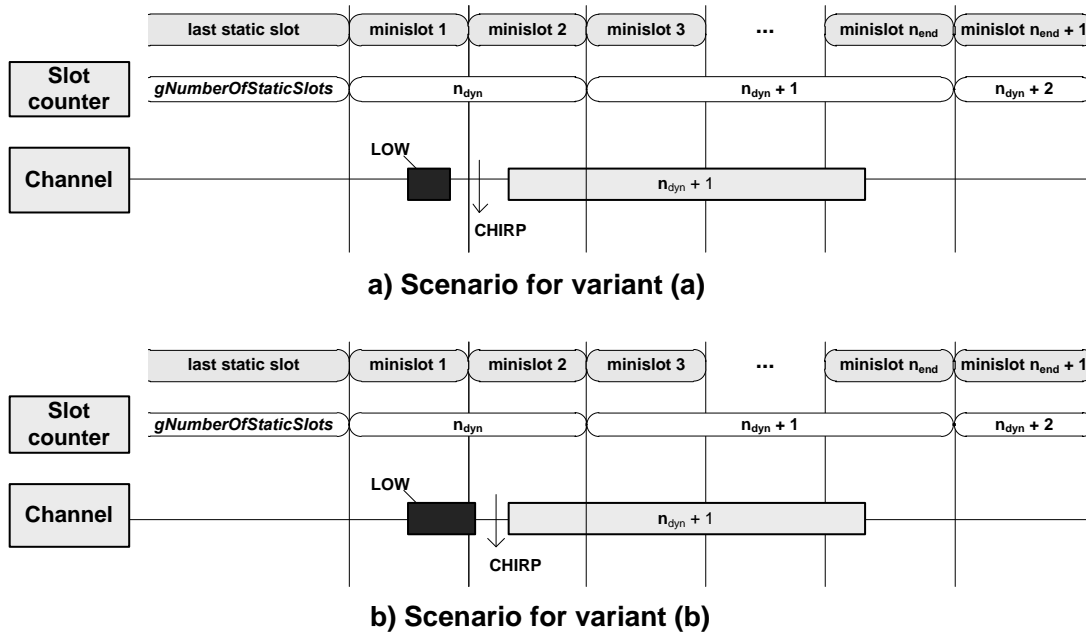 last static slot minislot 1 minislot 2 minislot 3 ... minislot nend minislot nend + 1
Slot counter
gNumberOfStaticSlots ndyn ndyn + 1 ndyn + 2
LOW
Channel
ndyn + 1
CHIRP
a) Scenario for variant (a)
last static slot minislot 1 minislot 2 minislot 3 ... minislot nend minislot nend + 1
Slot counter
gNumberOfStaticSlots ndyn ndyn + 1 ndyn + 2
LOW
Channel
ndyn + 1
CHIRP
b) Scenario for variant (b)